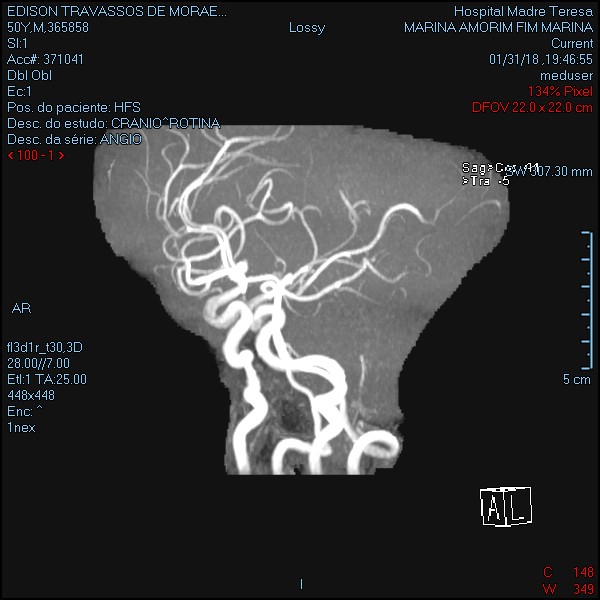 EDISON TRAVASSOS DE MORAE...
50Y,M,365858
SI:1
Acc#: 371041
Dbl Obl
Ec:1
Pos. do paciente: HFS
Desc. do estudo: CRANIO^ROTINA
Desc. da série: ANGIO
< 100 - 1 >
Lossy
Hospital Madre Teresa
MARINA AMORIM FIM MARINA
Current
01/31/18 ,19:46:55
meduser
134% Pixel
DFOV 22.0 x 22.0 cm
>Tra -5
307.30 mm
AR
fl3d1r_t30,3D
28.00//7.00
Etl:1 TA:25.00
448x448
Enc: ^
1nex
5 cm
AL
I
C 148
W 349